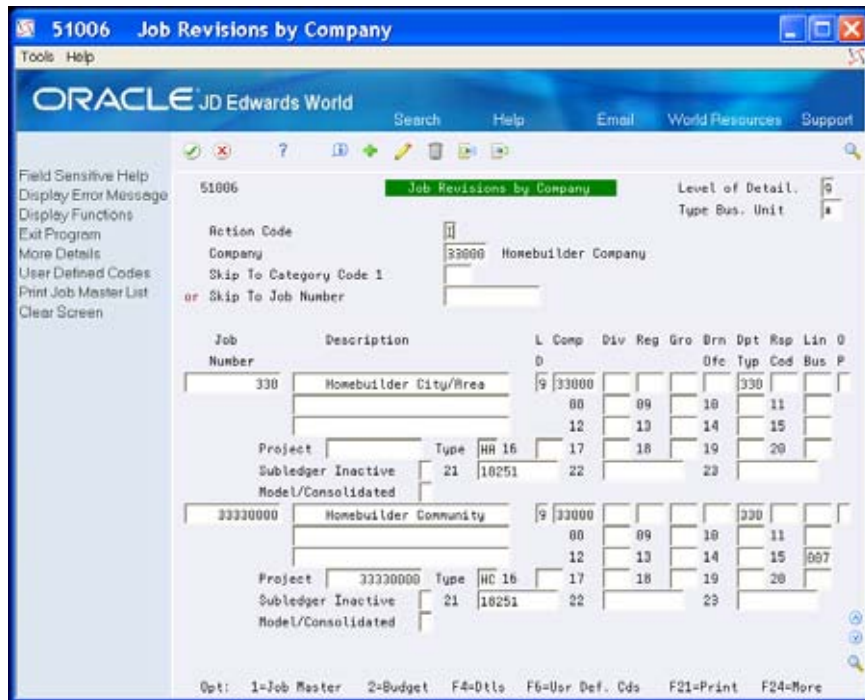 51006 Job Revisions by Company
Tools Help
ORACLE JD Edwards World
Search Help Email World Resources Support
Field Sensitive Help
Display Error Message
Display Functions
Exit Program
More Details
User Defined Codes
Print Job Master List
Clear Screen
51006 Job Revisions by Company Level of Detail. 9
Type Bus. Unit *
Action Code I
Company 33000 Homebuilder Company
Skip To Category Code 1
or Skip To Job Number
Job Description L Comp Div Reg Gro Brn Dpt Rsp Lin O
Number D Ofc Typ Cod Bus P
330 Homebuilder City/Area 9 33000 330
08 09 10 11
12 13 14 15
Project Type HA 16 17 18 19 20
Subledger Inactive 21 18251 22 23
Model/Consolidated
33330000 Homebuilder Community 9 33000 330
08 09 10 11
12 13 14 15 007
Project 33330000 Type HC 16 17 18 19 20
Subledger Inactive 21 18251 22 23
Model/Consolidated
Opt: 1=Job Master 2=Budget F4=Dtls F6=Usr Def. Cds F21=Print F24=More